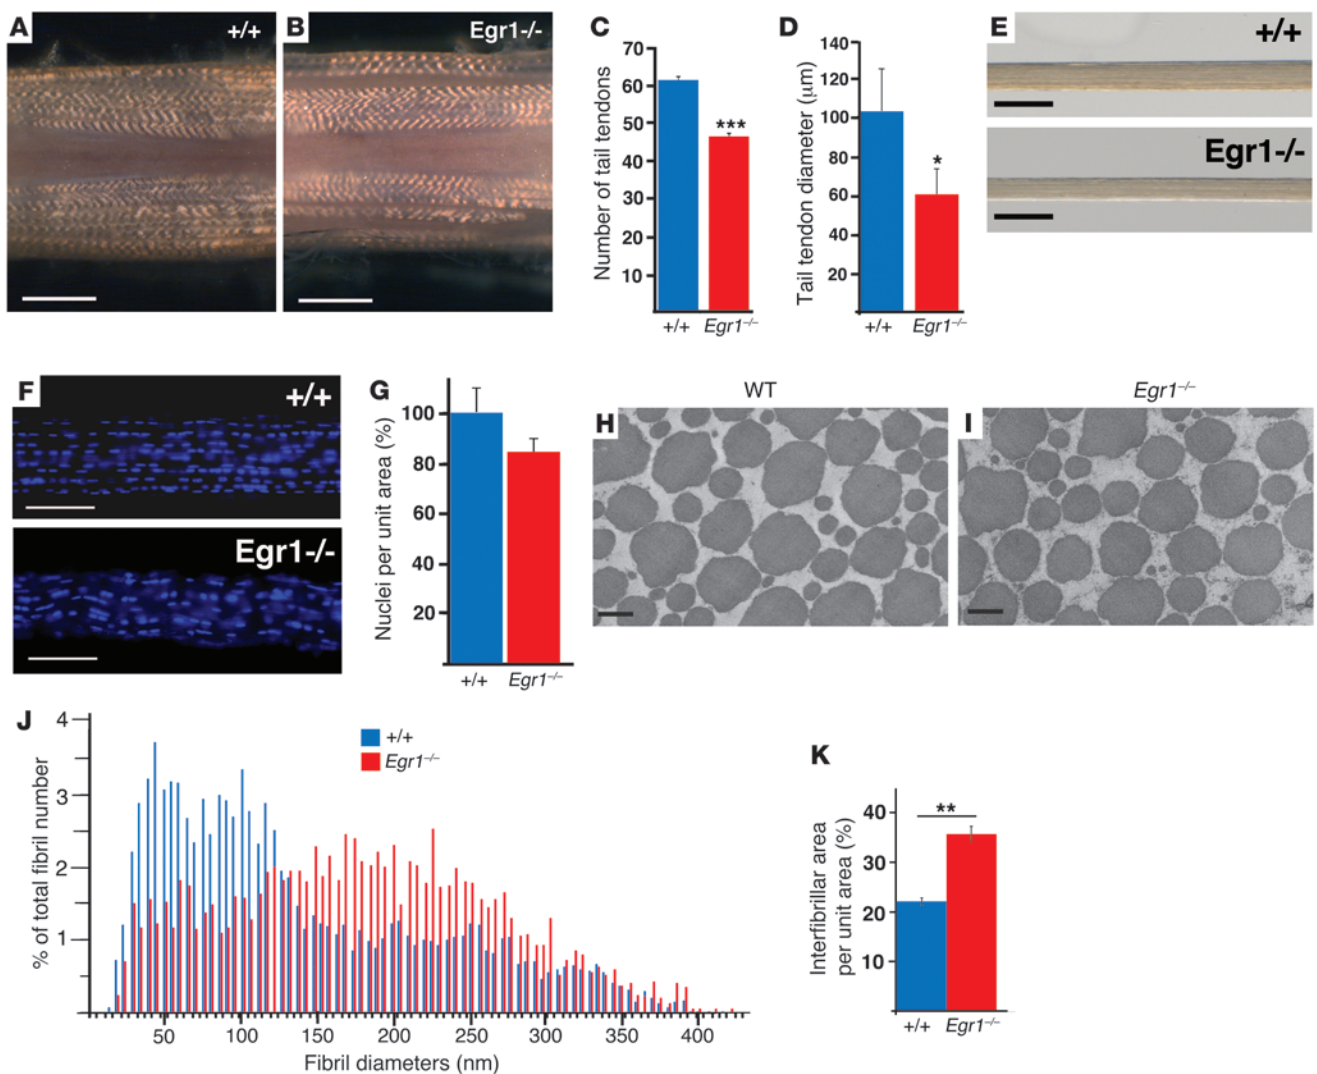 A
+/+
B
Egr1-/-
C
70
60
50
40
30
20
10
Number of tail tendons
***
+/+
Egr1–/–
D
140
120
100
80
60
40
20
Tail tendon diameter (μm)
*
+/+
Egr1–/–
E
+/+
Egr1-/-
F
+/+
Egr1-/-
G
100
80
60
40
20
Nuclei per unit area (%)
+/+
Egr1–/–
WT
H
Egr1–/–
I
J
4
3
2
1
% of total fibril number
+/+
Egr1–/–
50 100 150 200 250 300 350 400
Fibril diameters (nm)
K
40
30
20
10
Interfibrillar area
per unit area (%)
**
+/+
Egr1–/–